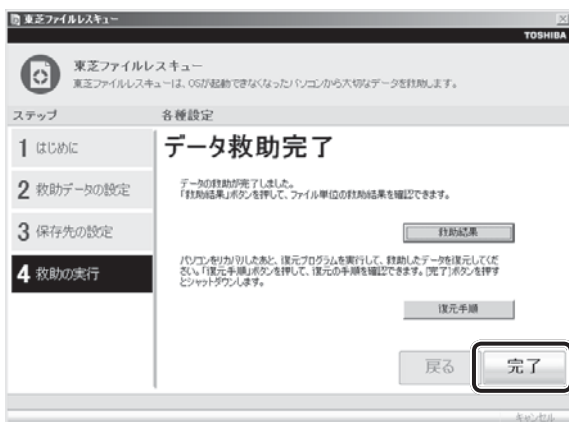 東芝ファイルレスキュー
TOSHIBA
東芝ファイルレスキュー
東芝ファイルレスキューは、OSが起動できなくなったパソコンから大切なデータを救助します。
ステップ
各種設定
1 はじめに
2 救助データの設定
3 保存先の設定
4 救助の実行
データ救助完了
データの救助が完了しました。
「救助結果」ボタンを押して、ファイル単位の救助結果を確認できます。
救助結果
パソコンをリカバリしたあと、復元プログラムを実行して、救助したデータを復元してくだ
さい。「復元手順」ボタンを押して、復元の手順を確認できます。[完了]ボタンを押す
とシャットダウンします。
復元手順
戻る
完了
キャンセル